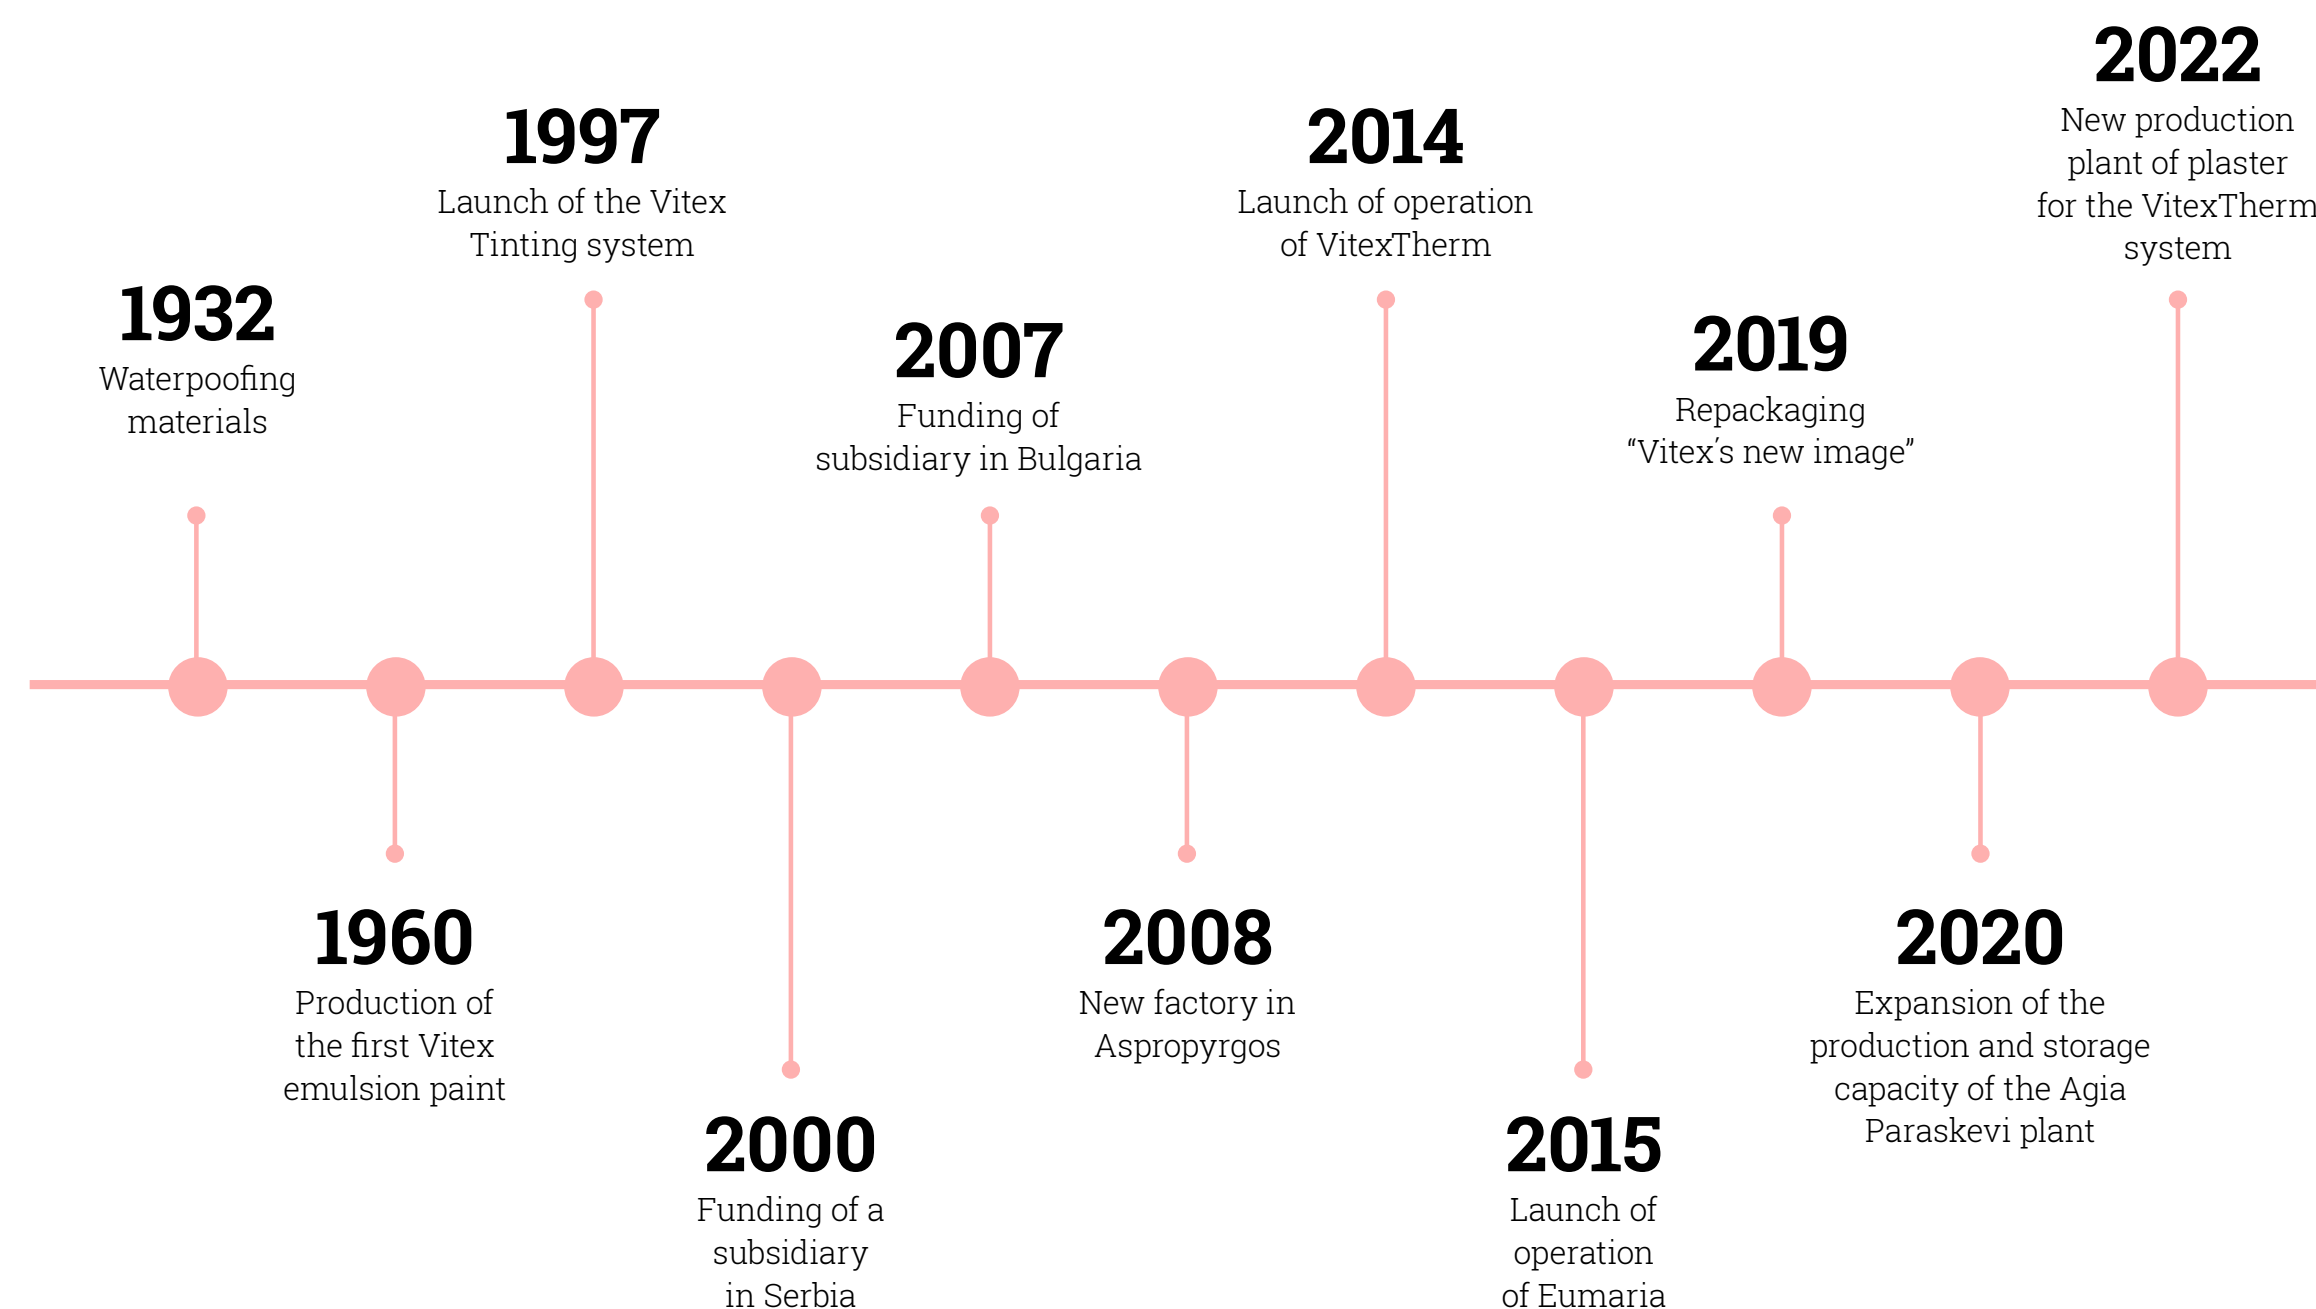 1932
Waterpoofing
materials
1960
Production of
the first Vitex
emulsion paint
1997
Launch of the Vitex
Tinting system
2000
Funding of a
subsidiary
in Serbia
2007
Funding of
subsidiary in Bulgaria
2008
New factory in
Aspropyrgos
2014
Launch of operation
of VitexTherm
2015
Launch of
operation
of Eumaria
2019
Repackaging
“Vitex’s new image”
2020
Expansion of the
production and storage
capacity of the Agia
Paraskevi plant
2022
New production
plant of plaster
for the VitexTherm
system